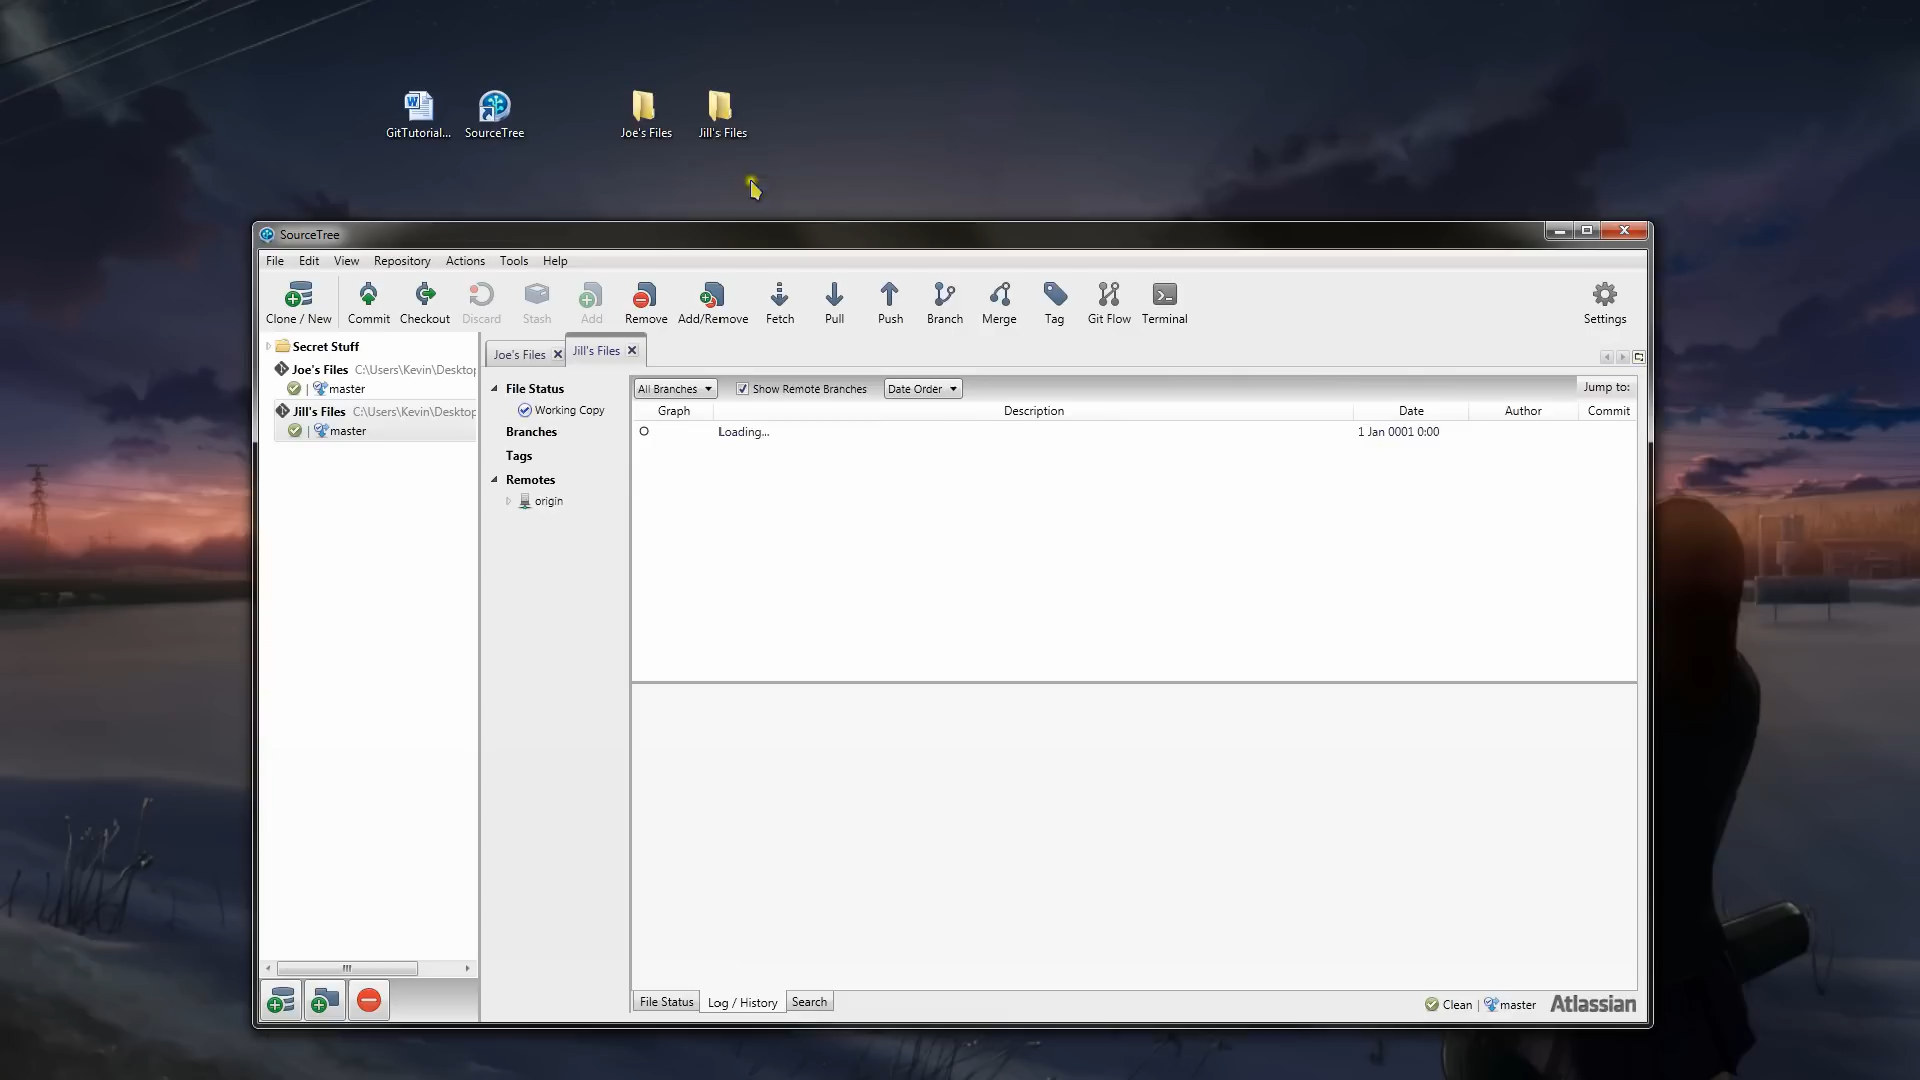 GitTutorial...
SourceTree
Joe's Files
Jill's Files
SourceTree
File Edit View Repository Actions Tools Help
Clone / New
Commit
Checkout
Discard
Stash
Add
Remove
Add/Remove
Fetch
Pull
Push
Branch
Merge
Tag
Git Flow
Terminal
Settings
Secret Stuff
Joe's Files C:\Users\Kevin\Desktop
| master
Jill's Files C:\Users\Kevin\Desktop
| master
Joe's Files
Jill's Files
File Status
Working Copy
Branches
Tags
Remotes
origin
All Branches
Show Remote Branches
Date Order
Jump to:
Graph Description Date Author Commit
Loading... 1 Jan 0001 0:00
File Status
Log / History
Search
Clean | master
Atlassian